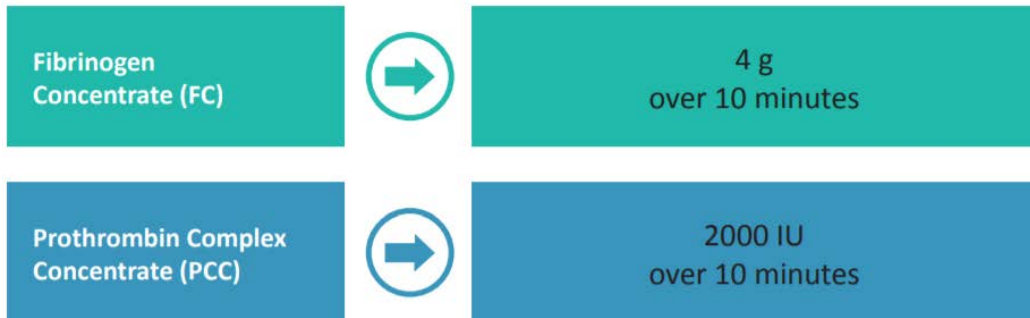 Fibrinogen
Concentrate (FC)
4 g
over 10 minutes
Prothrombin Complex
Concentrate (PCC)
2000 IU
over 10 minutes